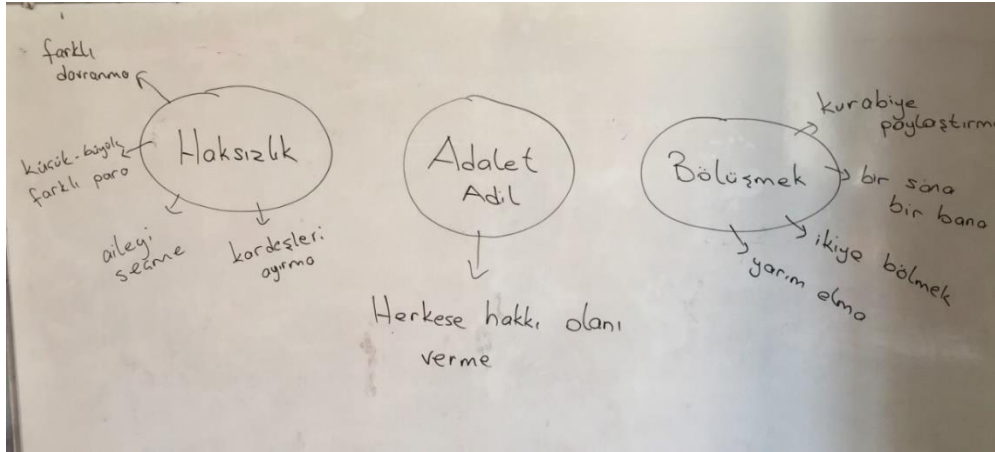 farklı
davranma
Haksızlık
küçük-büyük
farklı para
aileyi
seçme
kardeşleri
ayırma
Adalet
Adil
Herkese hakkı olanı
verme
Bölüşmek
kurabiye
paylaştırma
bir sana
bir bana
ikiye bölmek
yarım elma